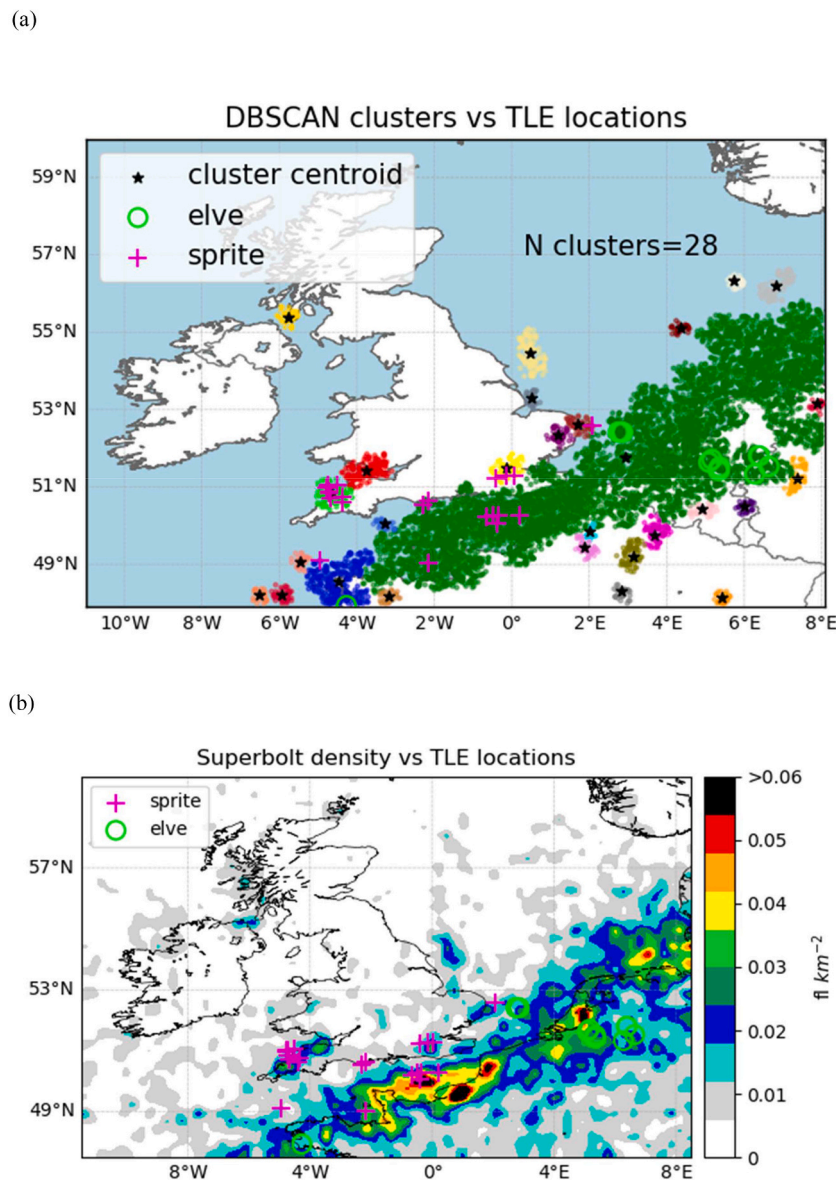 (a)
DBSCAN clusters vs TLE locations
59°N
57°N
55°N
53°N
51°N
49°N
cluster centroid
elve
sprite
N clusters=28
10°W 8°W 6°W 4°W 2°W 0° 2°E 4°E 6°E 8°E
(b)
Superbolt density vs TLE locations
sprite
elve
57°N
53°N
49°N
8°W 4°W 0° 4°E 8°E
>0.06
0.05
0.04
0.03
0.02
0.01
0
fl km⁻²